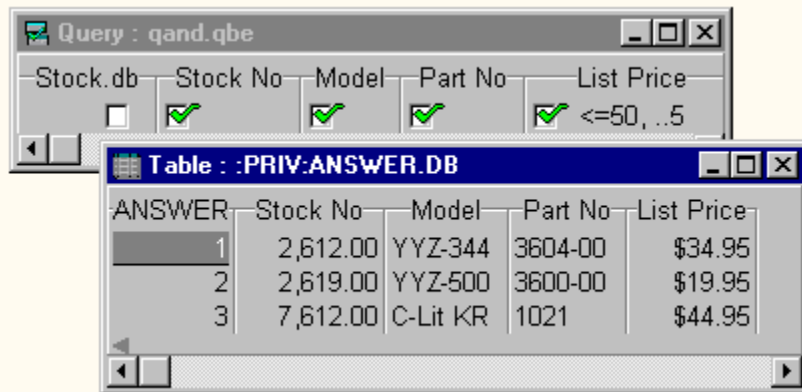 Query : qand.qbe
Stock.db Stock No Model Part No List Price
<=50, ..5
Table : :PRIV:ANSWER.DB
ANSWER Stock No Model Part No List Price
1 2,612.00 YYZ-344 3604-00 $34.95
2 2,619.00 YYZ-500 3600-00 $19.95
3 7,612.00 C-Lit KR 1021 $44.95